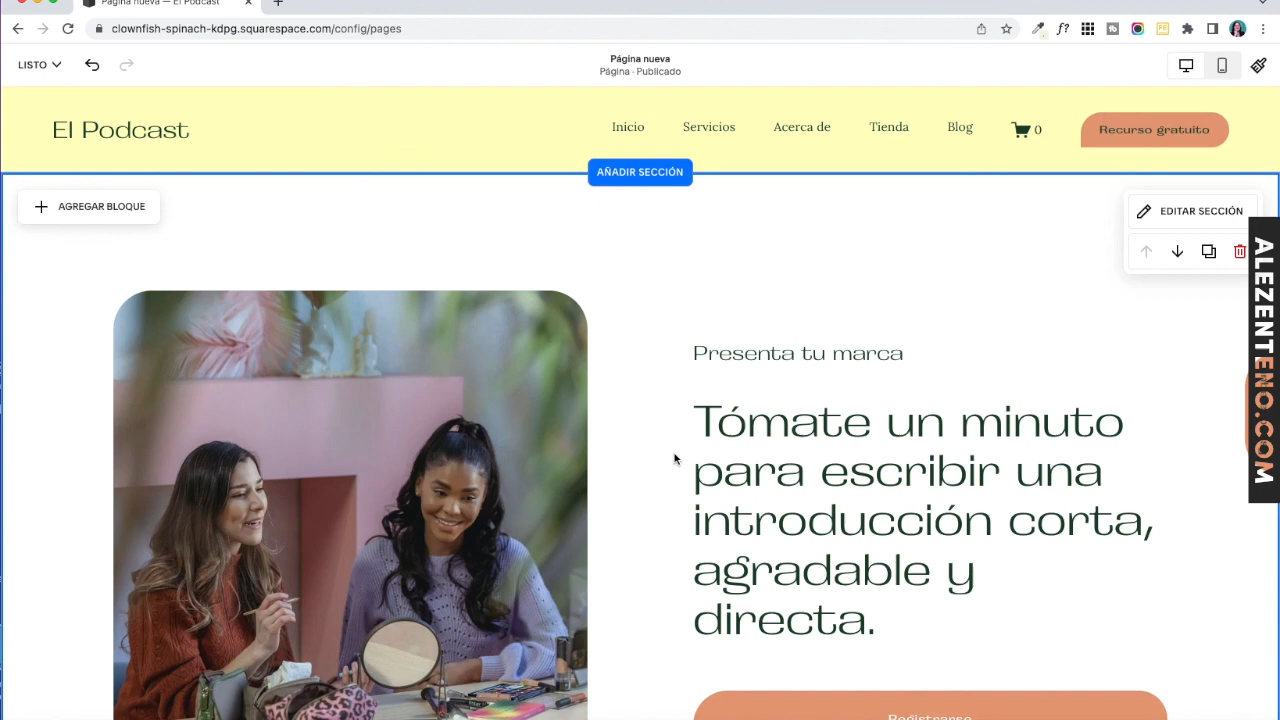 Página nueva — El Podcast
clownfish-spinach-kdpg.squarespace.com/config/pages
f?
LISTO
Página nueva
Página · Publicado
El Podcast
Inicio
Servicios
Acerca de
Tienda
Blog
0
Recurso gratuito
AÑADIR SECCIÓN
AGREGAR BLOQUE
EDITAR SECCIÓN
Presenta tu marca
Tómate un minuto
para escribir una
introducción corta,
agradable y
directa.
Registrarse
ALEZENTENO.COM